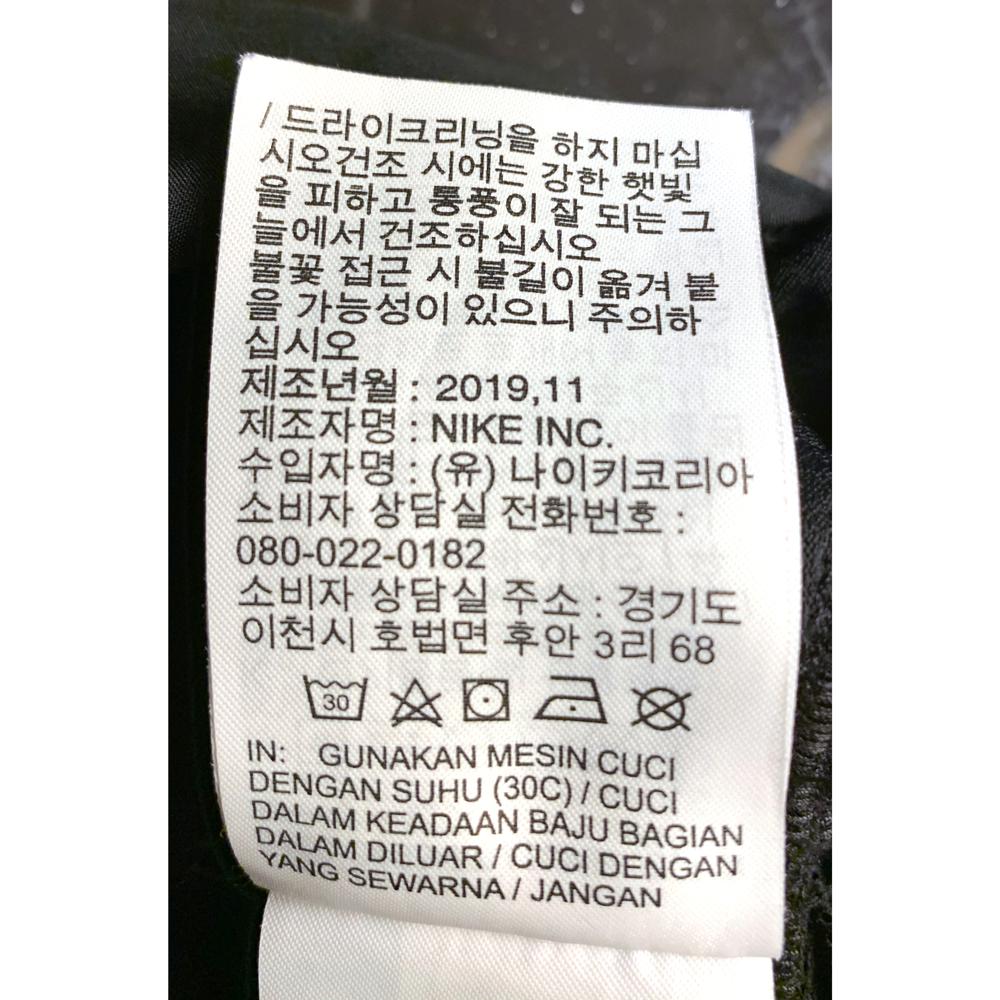 / 드라이크리닝을 하지 마십
시오건조 시에는 강한 햇빛
을 피하고 통풍이 잘 되는 그
늘에서 건조하십시오
불꽃 접근 시 불길이 옮겨 붙
을 가능성이 있으니 주의하
십시오
제조년월 : 2019,11
제조자명 : NIKE INC.
수입자명 : (유) 나이키코리아
소비자 상담실 전화번호 :
080-022-0182
소비자 상담실 주소 : 경기도
이천시 호법면 후안 3리 68
30
IN: GUNAKAN MESIN CUCI
DENGAN SUHU (30C) / CUCI
DALAM KEADAAN BAJU BAGIAN
DALAM DILUAR / CUCI DENGAN
YANG SEWARNA / JANGAN